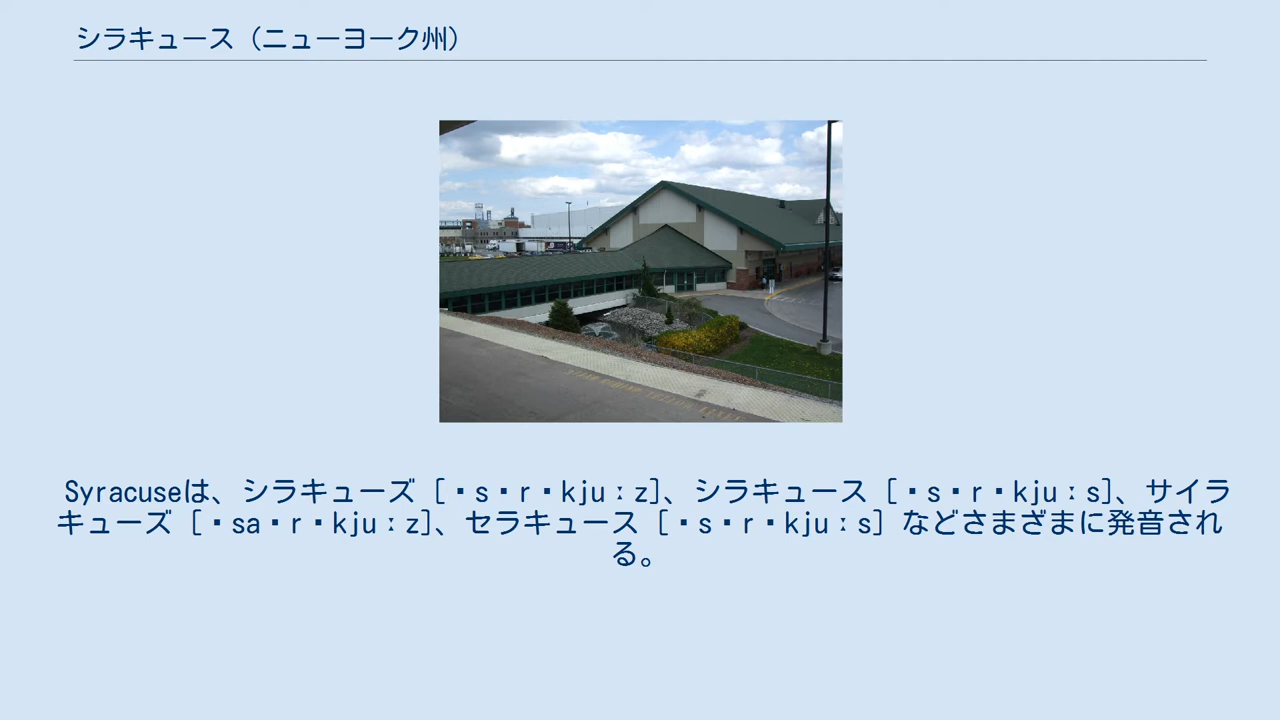 シラキュース（ニューヨーク州）
Syracuseは、シラキューズ［･s･r･kjuːz]、シラキュース［･s･r･kjuːs]、サイラ
キューズ［･sa･r･kjuːz]、セラキュース［･s･r･kjuːs］などさまざまに発音され
る。